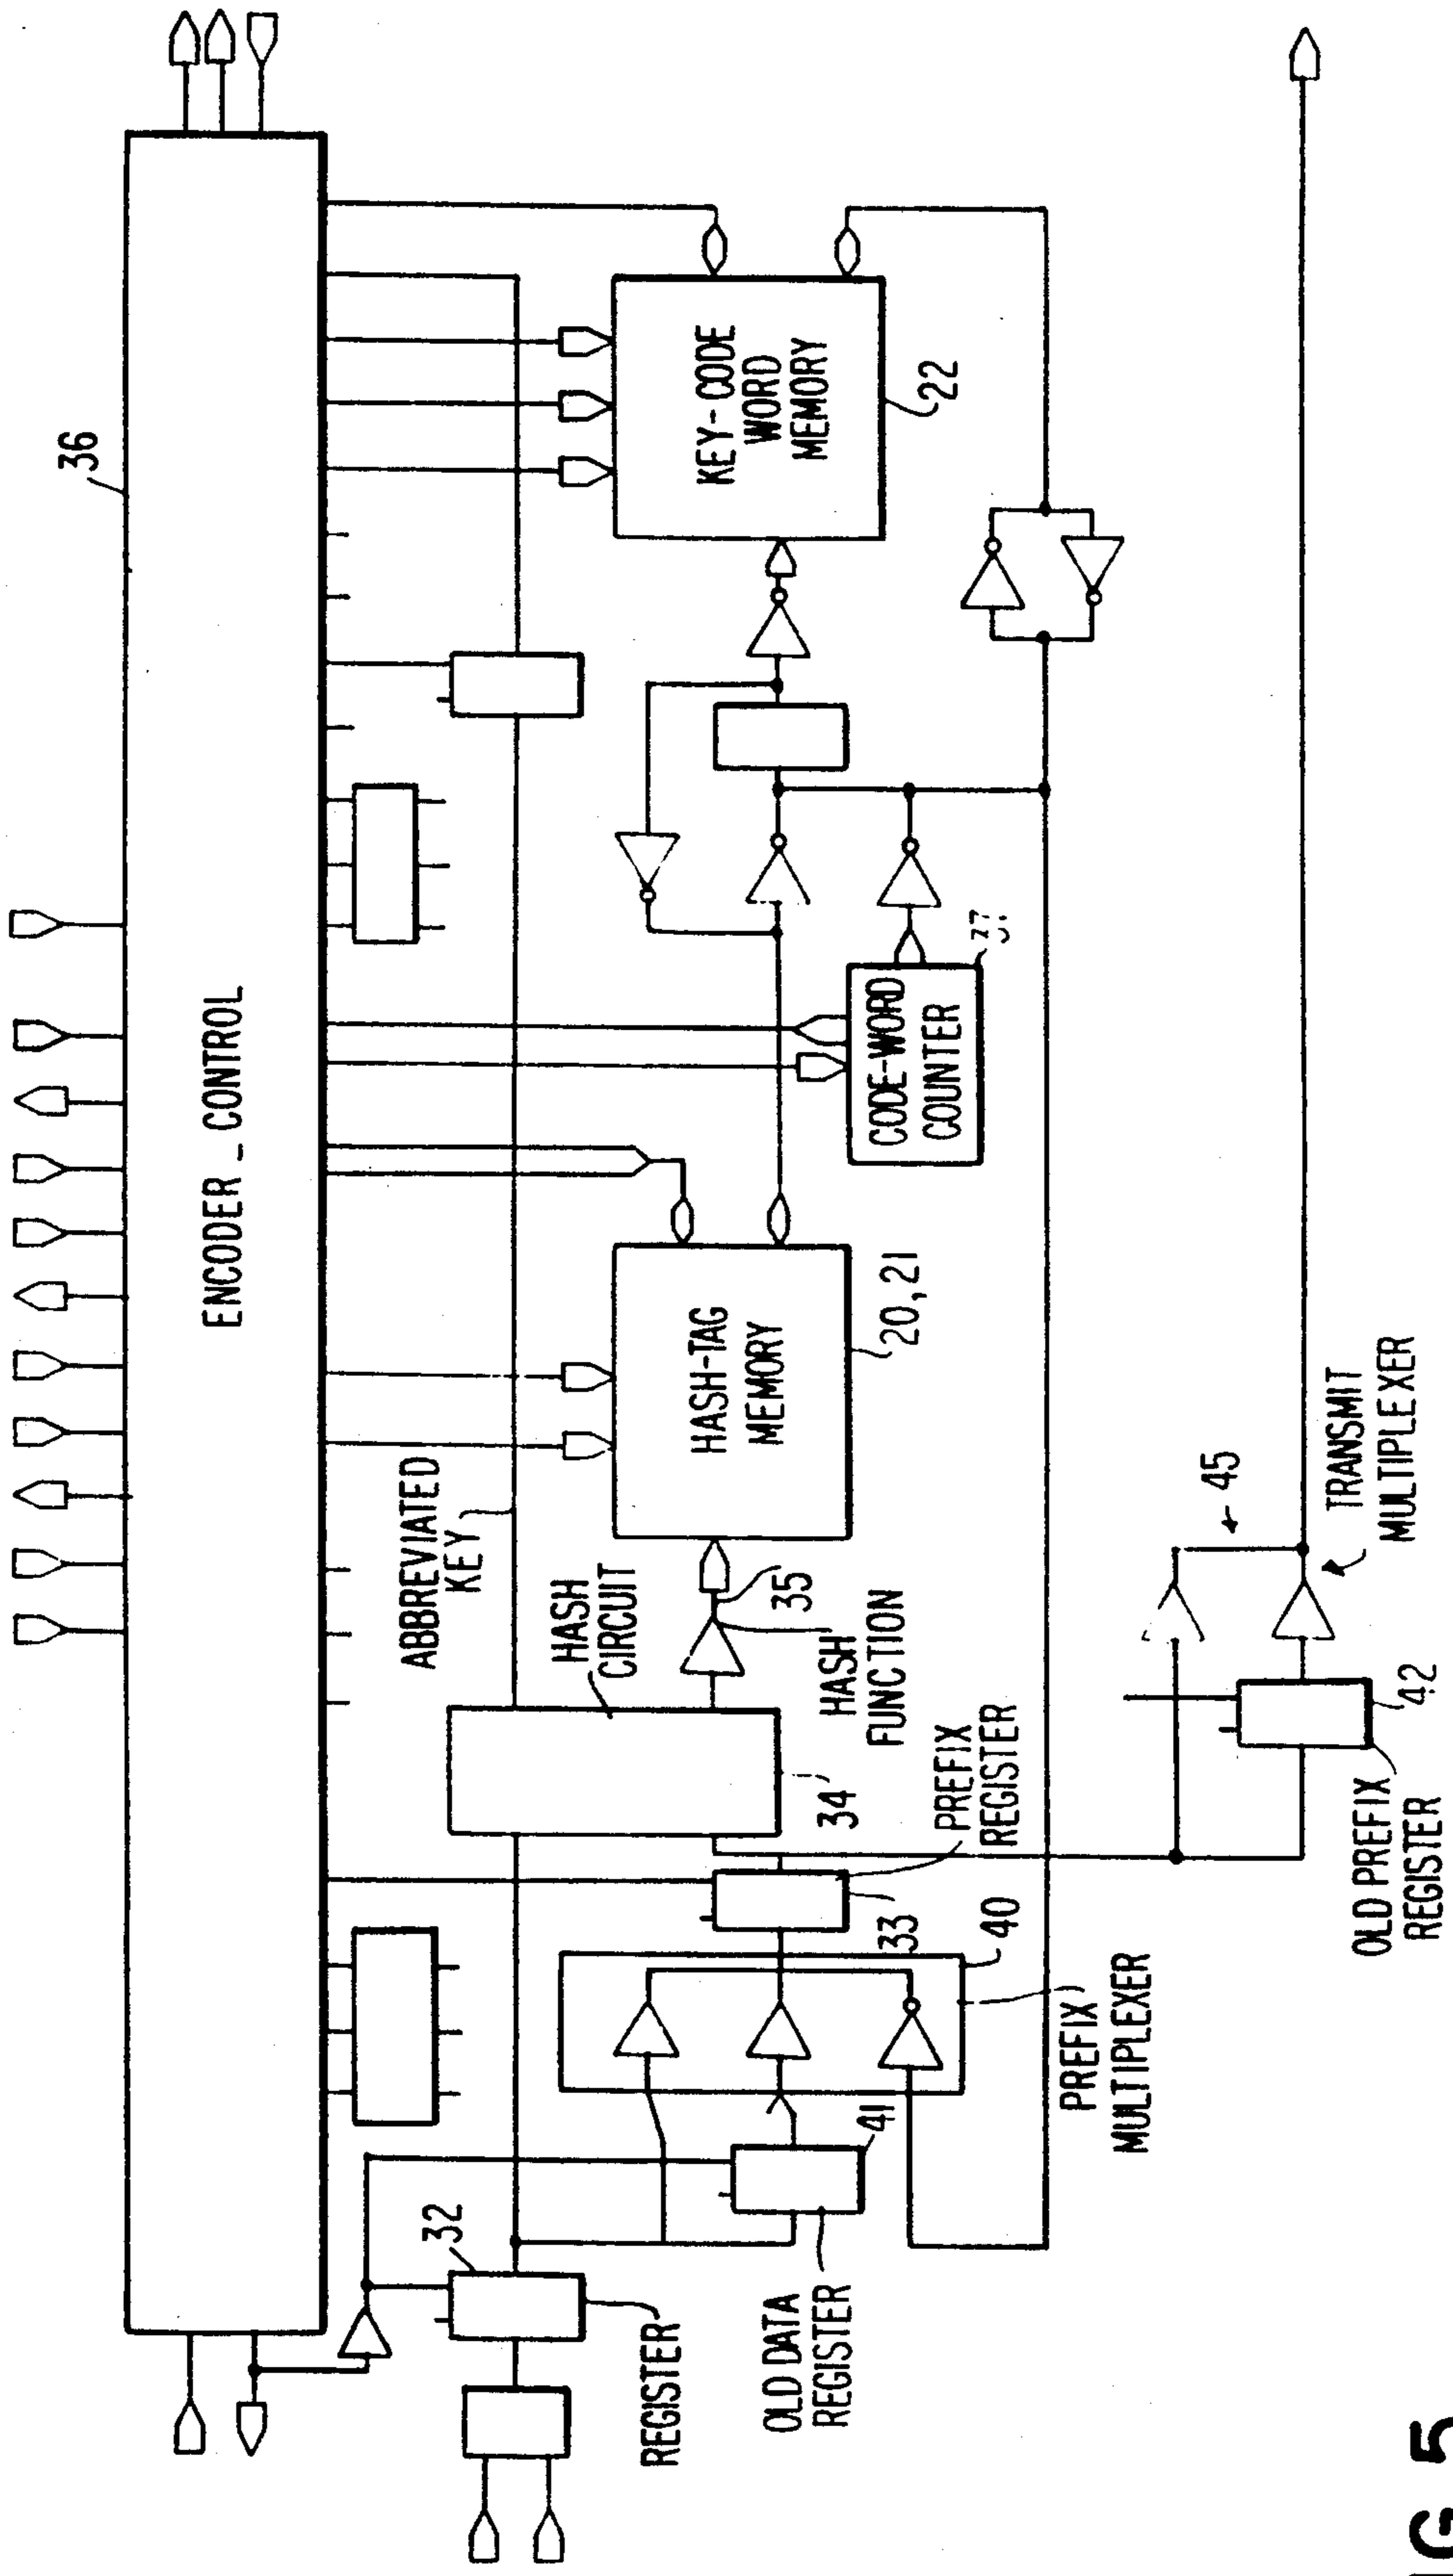 36
ENCODER _ CONTROL
KEY-CODE
WORD
MEMORY
22
37
CODE-WORD
COUNTER
HASH-TAG
MEMORY
20, 21
ABBREVIATED
KEY
HASH
CIRCUIT
35
HASH
FUNCTION
34
PREFIX
REGISTER
33
40
PREFIX
MULTIPLEXER
45
TRANSMIT
MULTIPLEXER
42
OLD PREFIX
REGISTER
41
32
REGISTER
OLD DATA
REGISTER
G 5